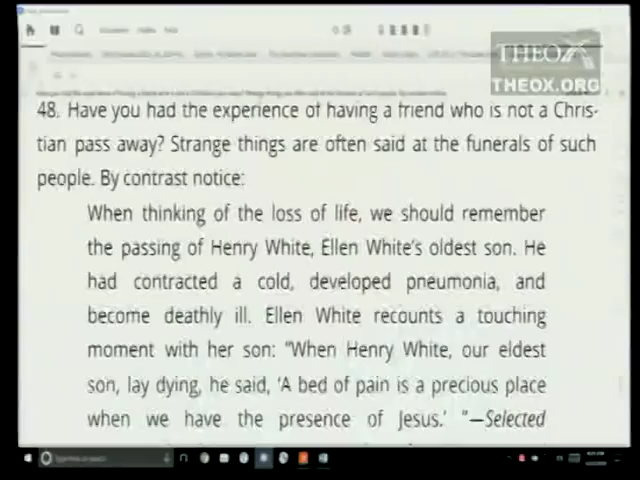 THEOX
THEOX.ORG
48. Have you had the experience of having a friend who is not a Chris-
tian pass away? Strange things are often said at the funerals of such
people. By contrast notice:
When thinking of the loss of life, we should remember
the passing of Henry White, Ellen White's oldest son. He
had contracted a cold, developed pneumonia, and
become deathly ill. Ellen White recounts a touching
moment with her son: "When Henry White, our eldest
son, lay dying, he said, 'A bed of pain is a precious place
when we have the presence of Jesus.' "—Selected